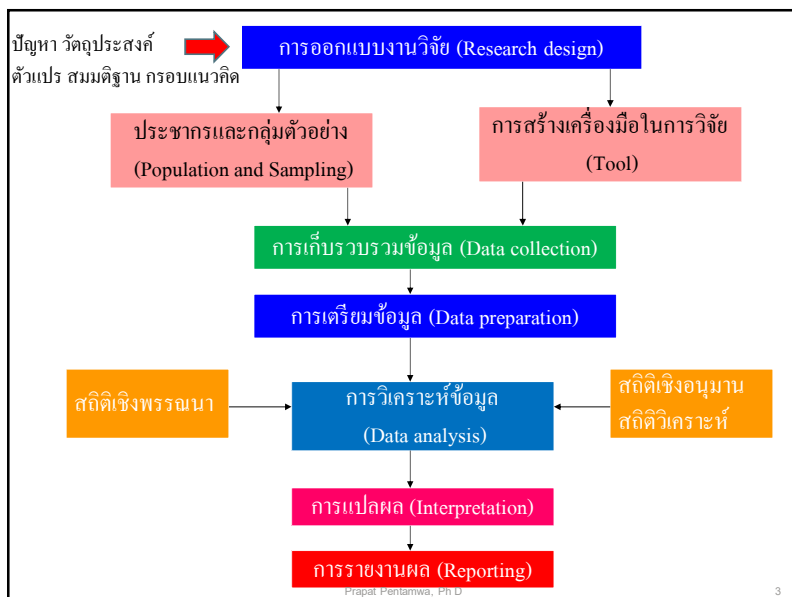 ปัญหา วัตถุประสงค์
ตัวแปร สมมติฐาน กรอบแนวคิด
การออกแบบงานวิจัย (Research design)
ประชากรและกลุ่มตัวอย่าง
(Population and Sampling)
การสร้างเครื่องมือในการวิจัย
(Tool)
การเก็บรวบรวมข้อมูล (Data collection)
การเตรียมข้อมูล (Data preparation)
สถิติเชิงพรรณนา
การวิเคราะห์ข้อมูล
(Data analysis)
สถิติเชิงอนุมาน
สถิติวิเคราะห์
การแปลผล (Interpretation)
การรายงานผล (Reporting)
Prapat Pentamwa, Ph D
3